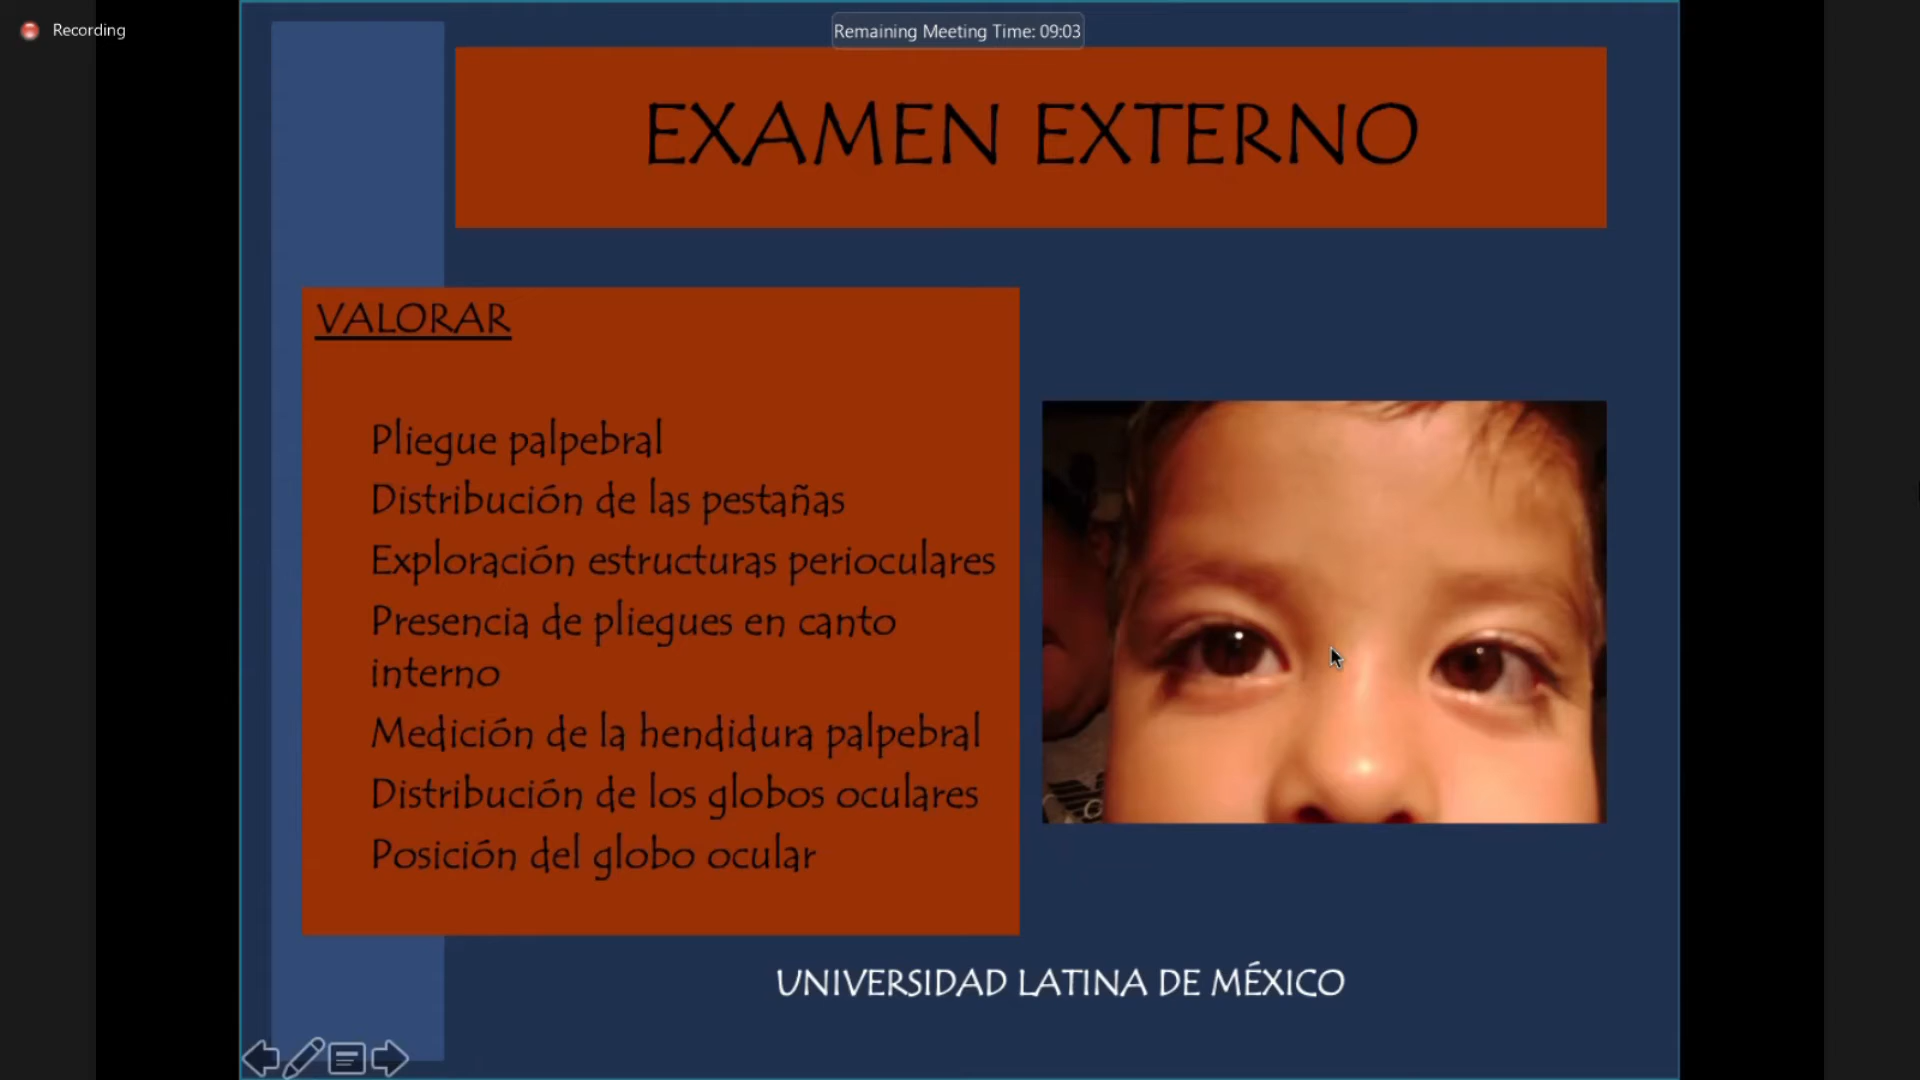 Recording
Remaining Meeting Time: 09:03
EXAMEN EXTERNO
VALORAR
Pliegue palpebral
Distribución de las pestañas
Exploración estructuras perioculares
Presencia de pliegues en canto
interno
Medición de la hendidura palpebral
Distribución de los globos oculares
Posición del globo ocular
UNIVERSIDAD LATINA DE MÉXICO